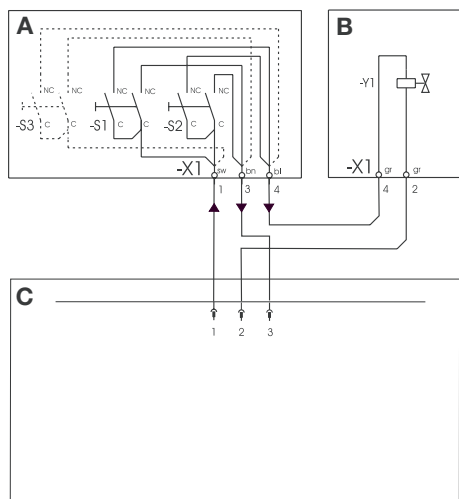 A
B
NC NC NC NC NC NC
-Y1
-S3 -S1 -S2
C C C C C C
-X1 sw bn bl
1 3 4
-X1 gr gr
4 2
C
1 2 3